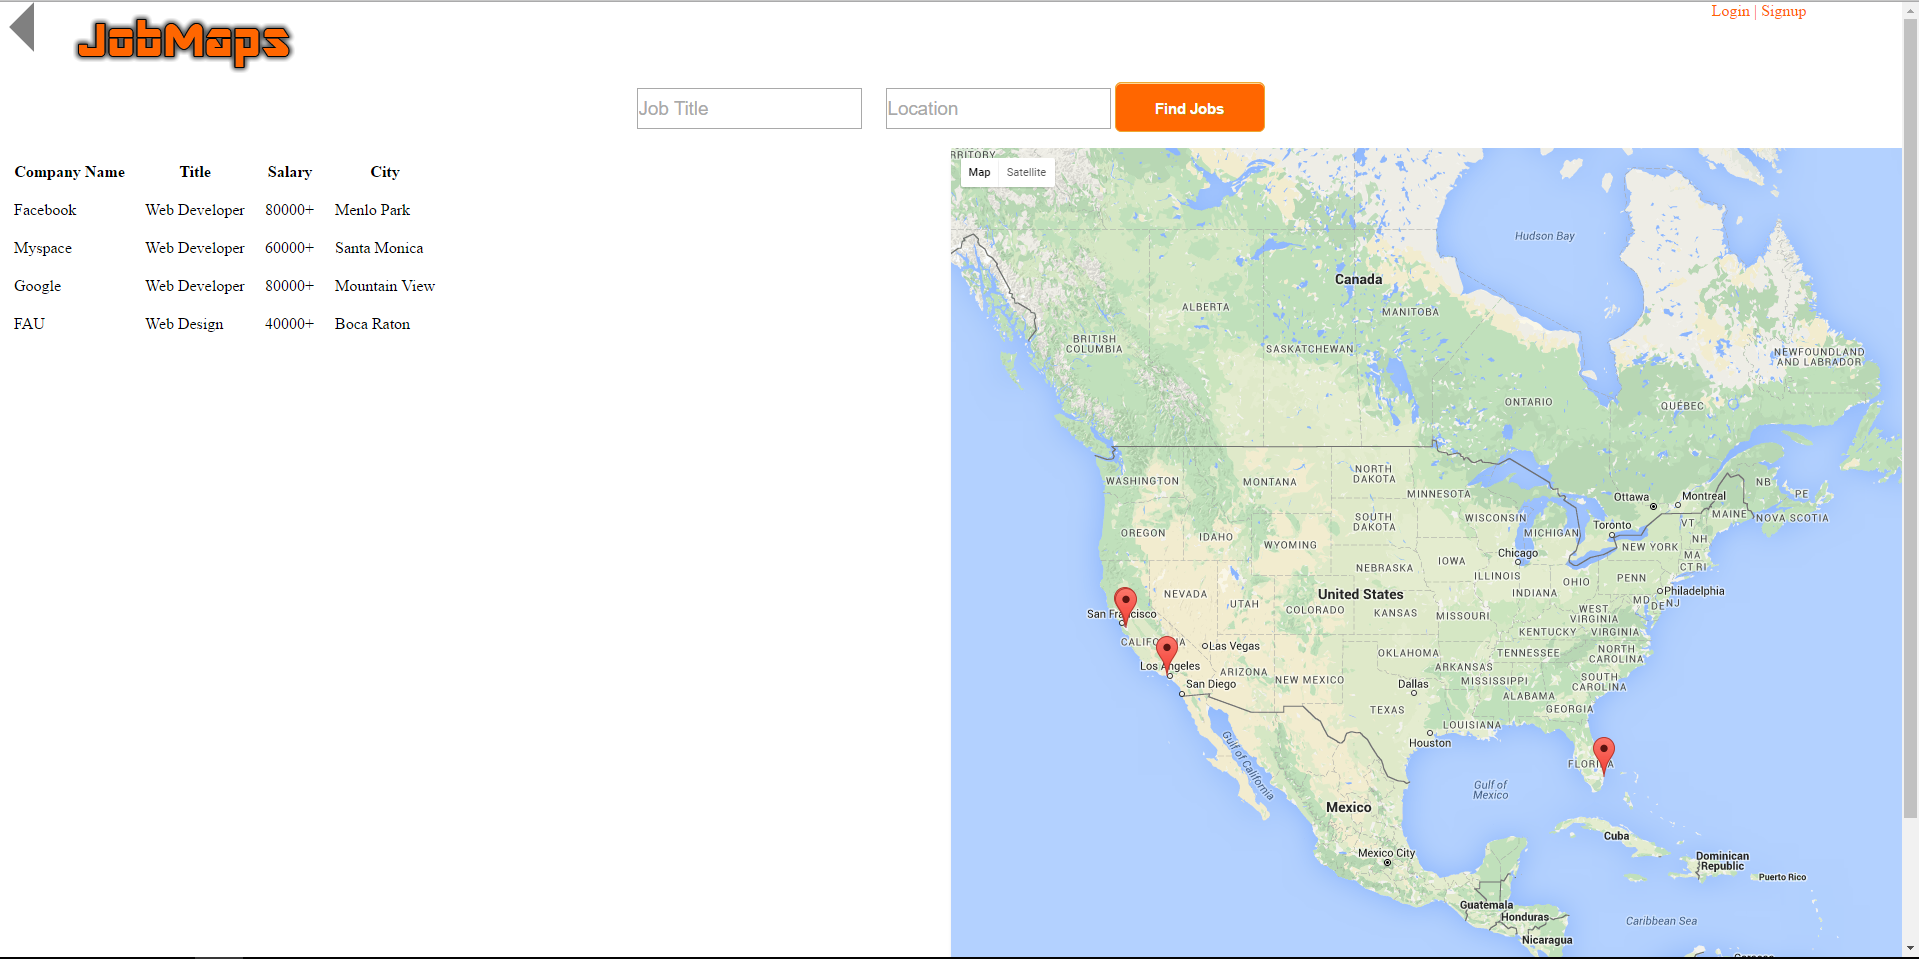 Login | Signup
JobMaps
Job Title
Location
Find Jobs
Company Name Title Salary City
Facebook Web Developer 80000+ Menlo Park
Myspace Web Developer 60000+ Santa Monica
Google Web Developer 80000+ Mountain View
FAU Web Design 40000+ Boca Raton
RRITORY
Map Satellite
Hudson Bay
Canada
ALBERTA
MANITOBA
BRITISH
COLUMBIA
SASKATCHEWAN
NEWFOUNDLAND
AND LABRADOR
ONTARIO
QUÉBEC
WASHINGTON
MONTANA
NORTH
DAKOTA
MINNESOTA
Ottawa
Montreal
NB
PE
MAINE
NOVA SCOTIA
SOUTH
DAKOTA
WISCONSIN
MICHIGAN
Toronto
VT
NH
OREGON
IDAHO
WYOMING
Chicago
NEW YORK
MA
CT RI
IOWA
NEBRASKA
ILLINOIS
OHIO
PENN
INDIANA
Philadelphia
NEVADA
UTAH
United States
COLORADO
KANSAS
MISSOURI
WEST
VIRGINIA
MD
DE
NJ
San Francisco
KENTUCKY
VIRGINIA
CALIFORNIA
Las Vegas
OKLAHOMA
TENNESSEE
NORTH
CAROLINA
Los Angeles
ARIZONA
NEW MEXICO
ARKANSAS
MISSISSIPPI
SOUTH
CAROLINA
San Diego
Dallas
ALABAMA
TEXAS
GEORGIA
LOUISIANA
Houston
FLORIDA
Gulf of California
Gulf of
Mexico
Mexico
Cuba
Mexico City
Dominican
Republic
Puerto Rico
Guatemala
Honduras
Caribbean Sea
Nicaragua